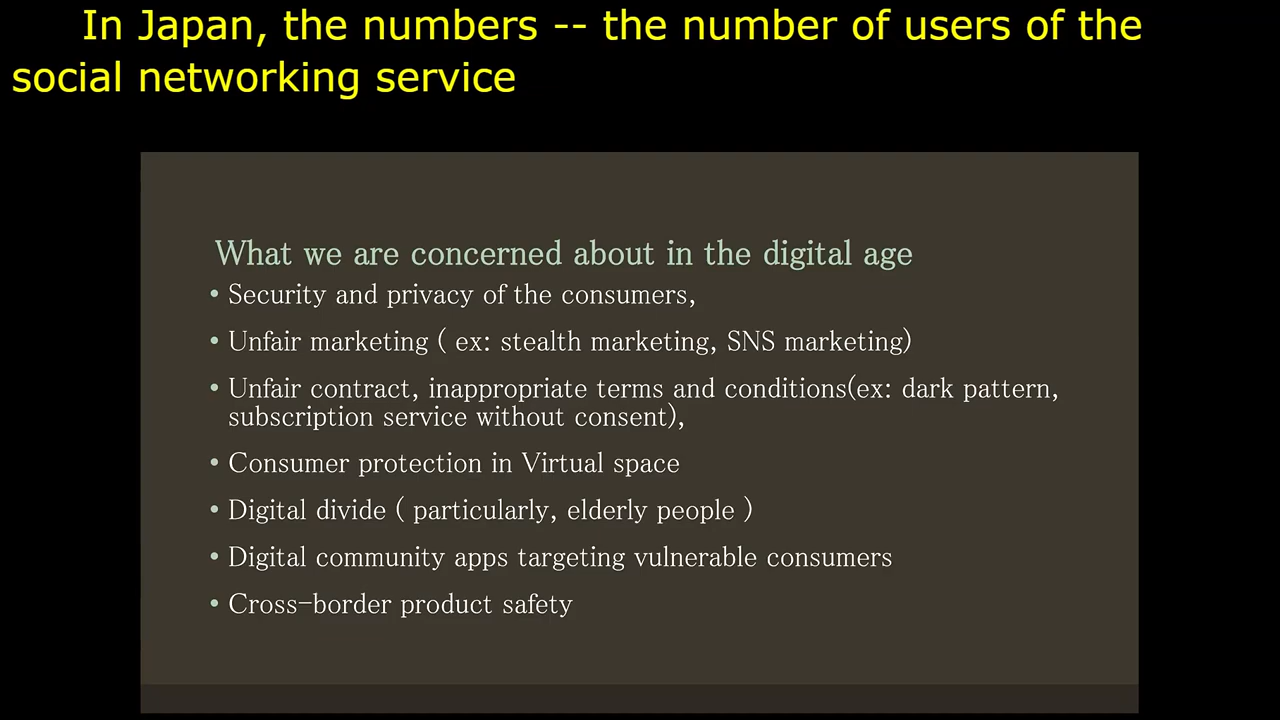 In Japan, the numbers -- the number of users of the
social networking service
What we are concerned about in the digital age
• Security and privacy of the consumers,
• Unfair marketing ( ex: stealth marketing, SNS marketing)
• Unfair contract, inappropriate terms and conditions(ex: dark pattern,
subscription service without consent),
• Consumer protection in Virtual space
• Digital divide ( particularly, elderly people )
• Digital community apps targeting vulnerable consumers
• Cross-border product safety